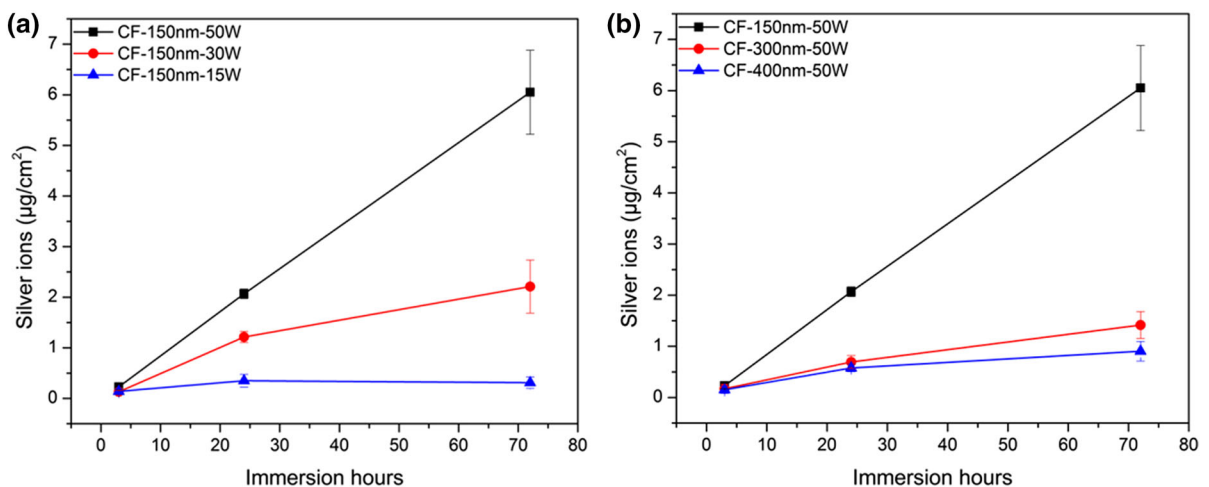 (a)
CF-150nm-50W
CF-150nm-30W
CF-150nm-15W
7
6
5
4
3
2
1
0
Silver ions (µg/cm²)
0 10 20 30 40 50 60 70 80
Immersion hours
(b)
CF-150nm-50W
CF-300nm-50W
CF-400nm-50W
7
6
5
4
3
2
1
0
Silver ions (µg/cm²)
0 10 20 30 40 50 60 70 80
Immersion hours